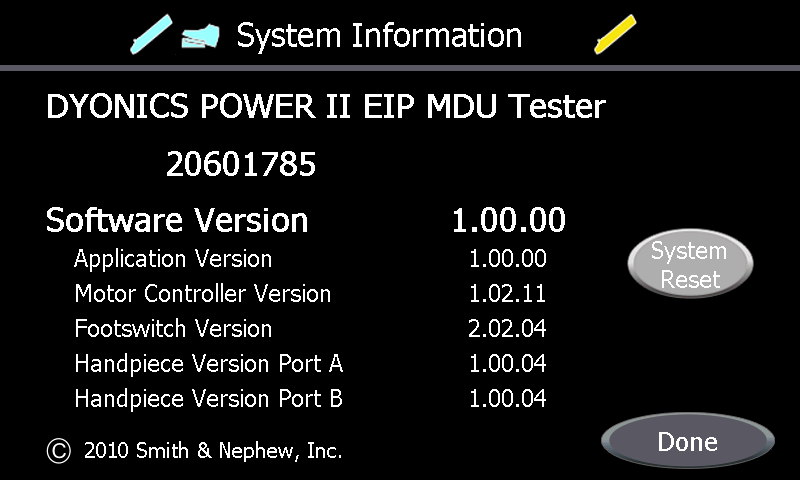 System Information
DYONICS POWER II EIP MDU Tester
20601785
Software Version 1.00.00
Application Version 1.00.00
Motor Controller Version 1.02.11
Footswitch Version 2.02.04
Handpiece Version Port A 1.00.04
Handpiece Version Port B 1.00.04
System
Reset
© 2010 Smith & Nephew, Inc.
Done